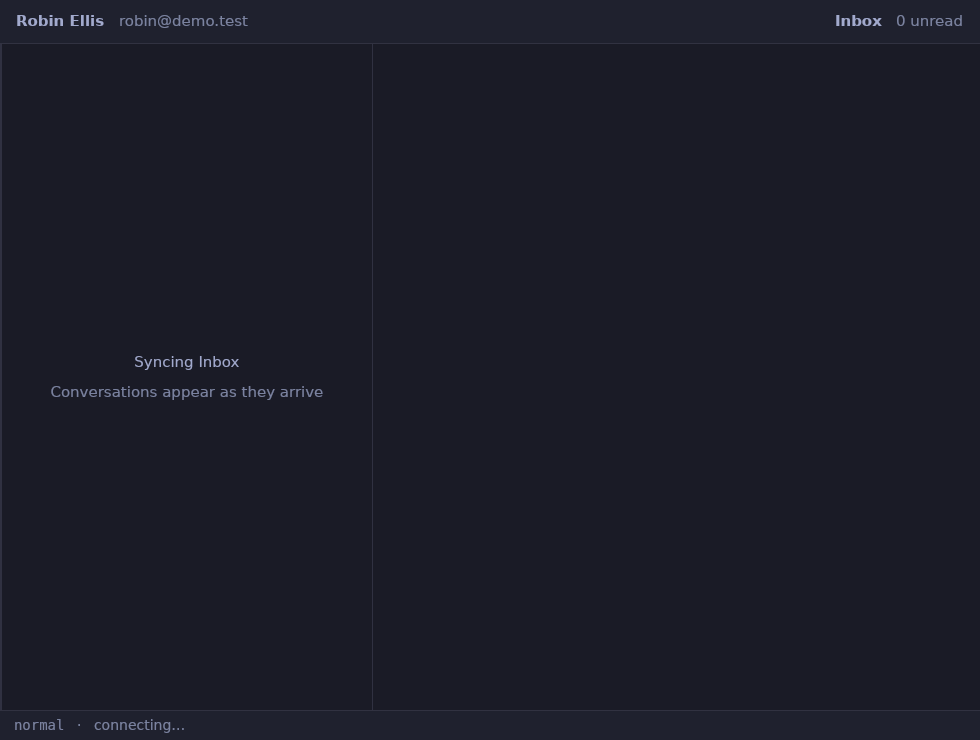 Robin Ellis robin@demo.test Inbox 0 unread
Syncing Inbox
Conversations appear as they arrive
normal · connecting…